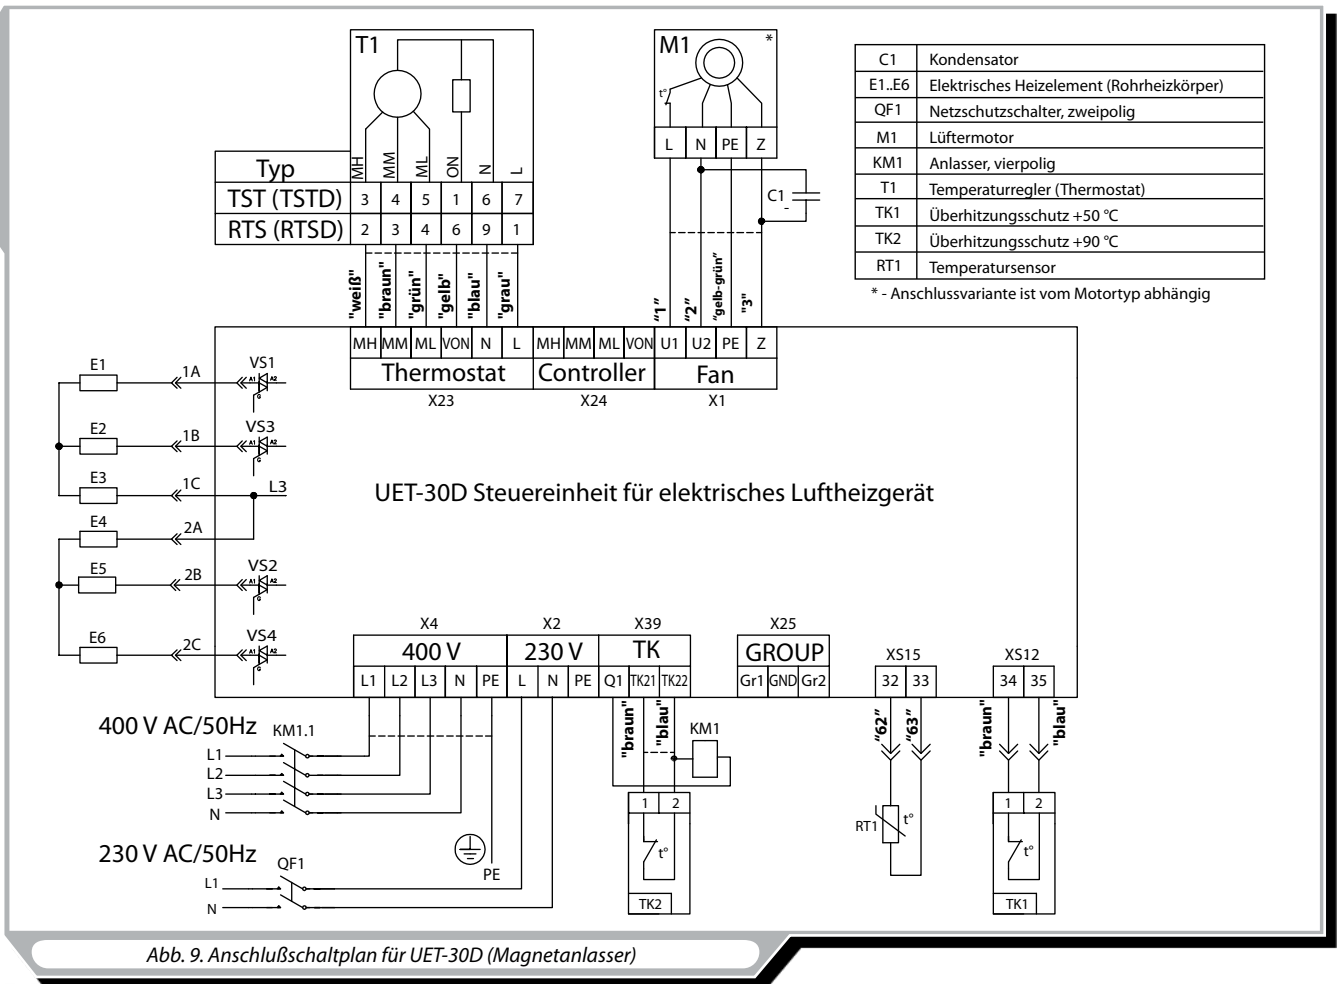 T1
M1
*
t°
L N PE Z
C1
Typ MH MM ML ON N L
TST (TSTD) 3 4 5 1 6 7
RTS (RTSD) 2 3 4 6 9 1
"weiß" "braun" "grün" "gelb" "blau" "grau"
"1" "2" "gelb-grün" "3"
C1 Kondensator
E1..E6 Elektrisches Heizelement (Rohrheizkörper)
QF1 Netzschutzschalter, zweipolig
M1 Lüftermotor
KM1 Anlasser, vierpolig
T1 Temperaturregler (Thermostat)
TK1 Überhitzungsschutz +50 °C
TK2 Überhitzungsschutz +90 °C
RT1 Temperatursensor
* - Anschlussvariante ist vom Motortyp abhängig
MH MM ML VON N L MH MM ML VON U1 U2 PE Z
Thermostat Controller Fan
X23 X24 X1
E1 1A VS1 A1 A2 G
E2 1B VS3 A1 A2 G
E3 1C L3
E4 2A
E5 2B VS2 A1 A2 G
E6 2C VS4 A1 A2 G
UET-30D Steuereinheit für elektrisches Luftheizgerät
X4 X2 X39 X25
400 V 230 V TK GROUP XS15 XS12
L1 L2 L3 N PE L N PE Q1 TK21 TK22 Gr1 GND Gr2 32 33 34 35
"braun" "blau" "62" "63" "braun" "blau"
400 V AC/50Hz KM1.1 KM1
L1
L2
L3
N
1 2
1 2
RT1 t°
t°
t°
PE
230 V AC/50Hz QF1
L1
N
TK2 TK1
Abb. 9. Anschlußschaltplan für UET-30D (Magnetanlasser)